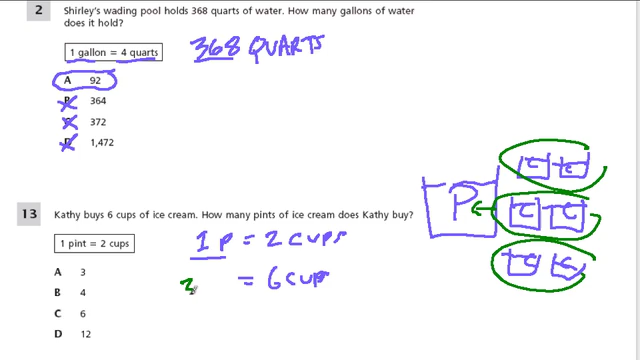 2 Shirley's wading pool holds 368 quarts of water. How many gallons of water
does it hold?
1 gallon = 4 quarts
368 QUARTS
A 92
B 364
C 372
D 1,472
C C
P C C
C C
13 Kathy buys 6 cups of ice cream. How many pints of ice cream does Kathy buy?
1 pint = 2 cups
1 P = 2 CUPS
A 3
3 = 6 CUPS
B 4
C 6
D 12